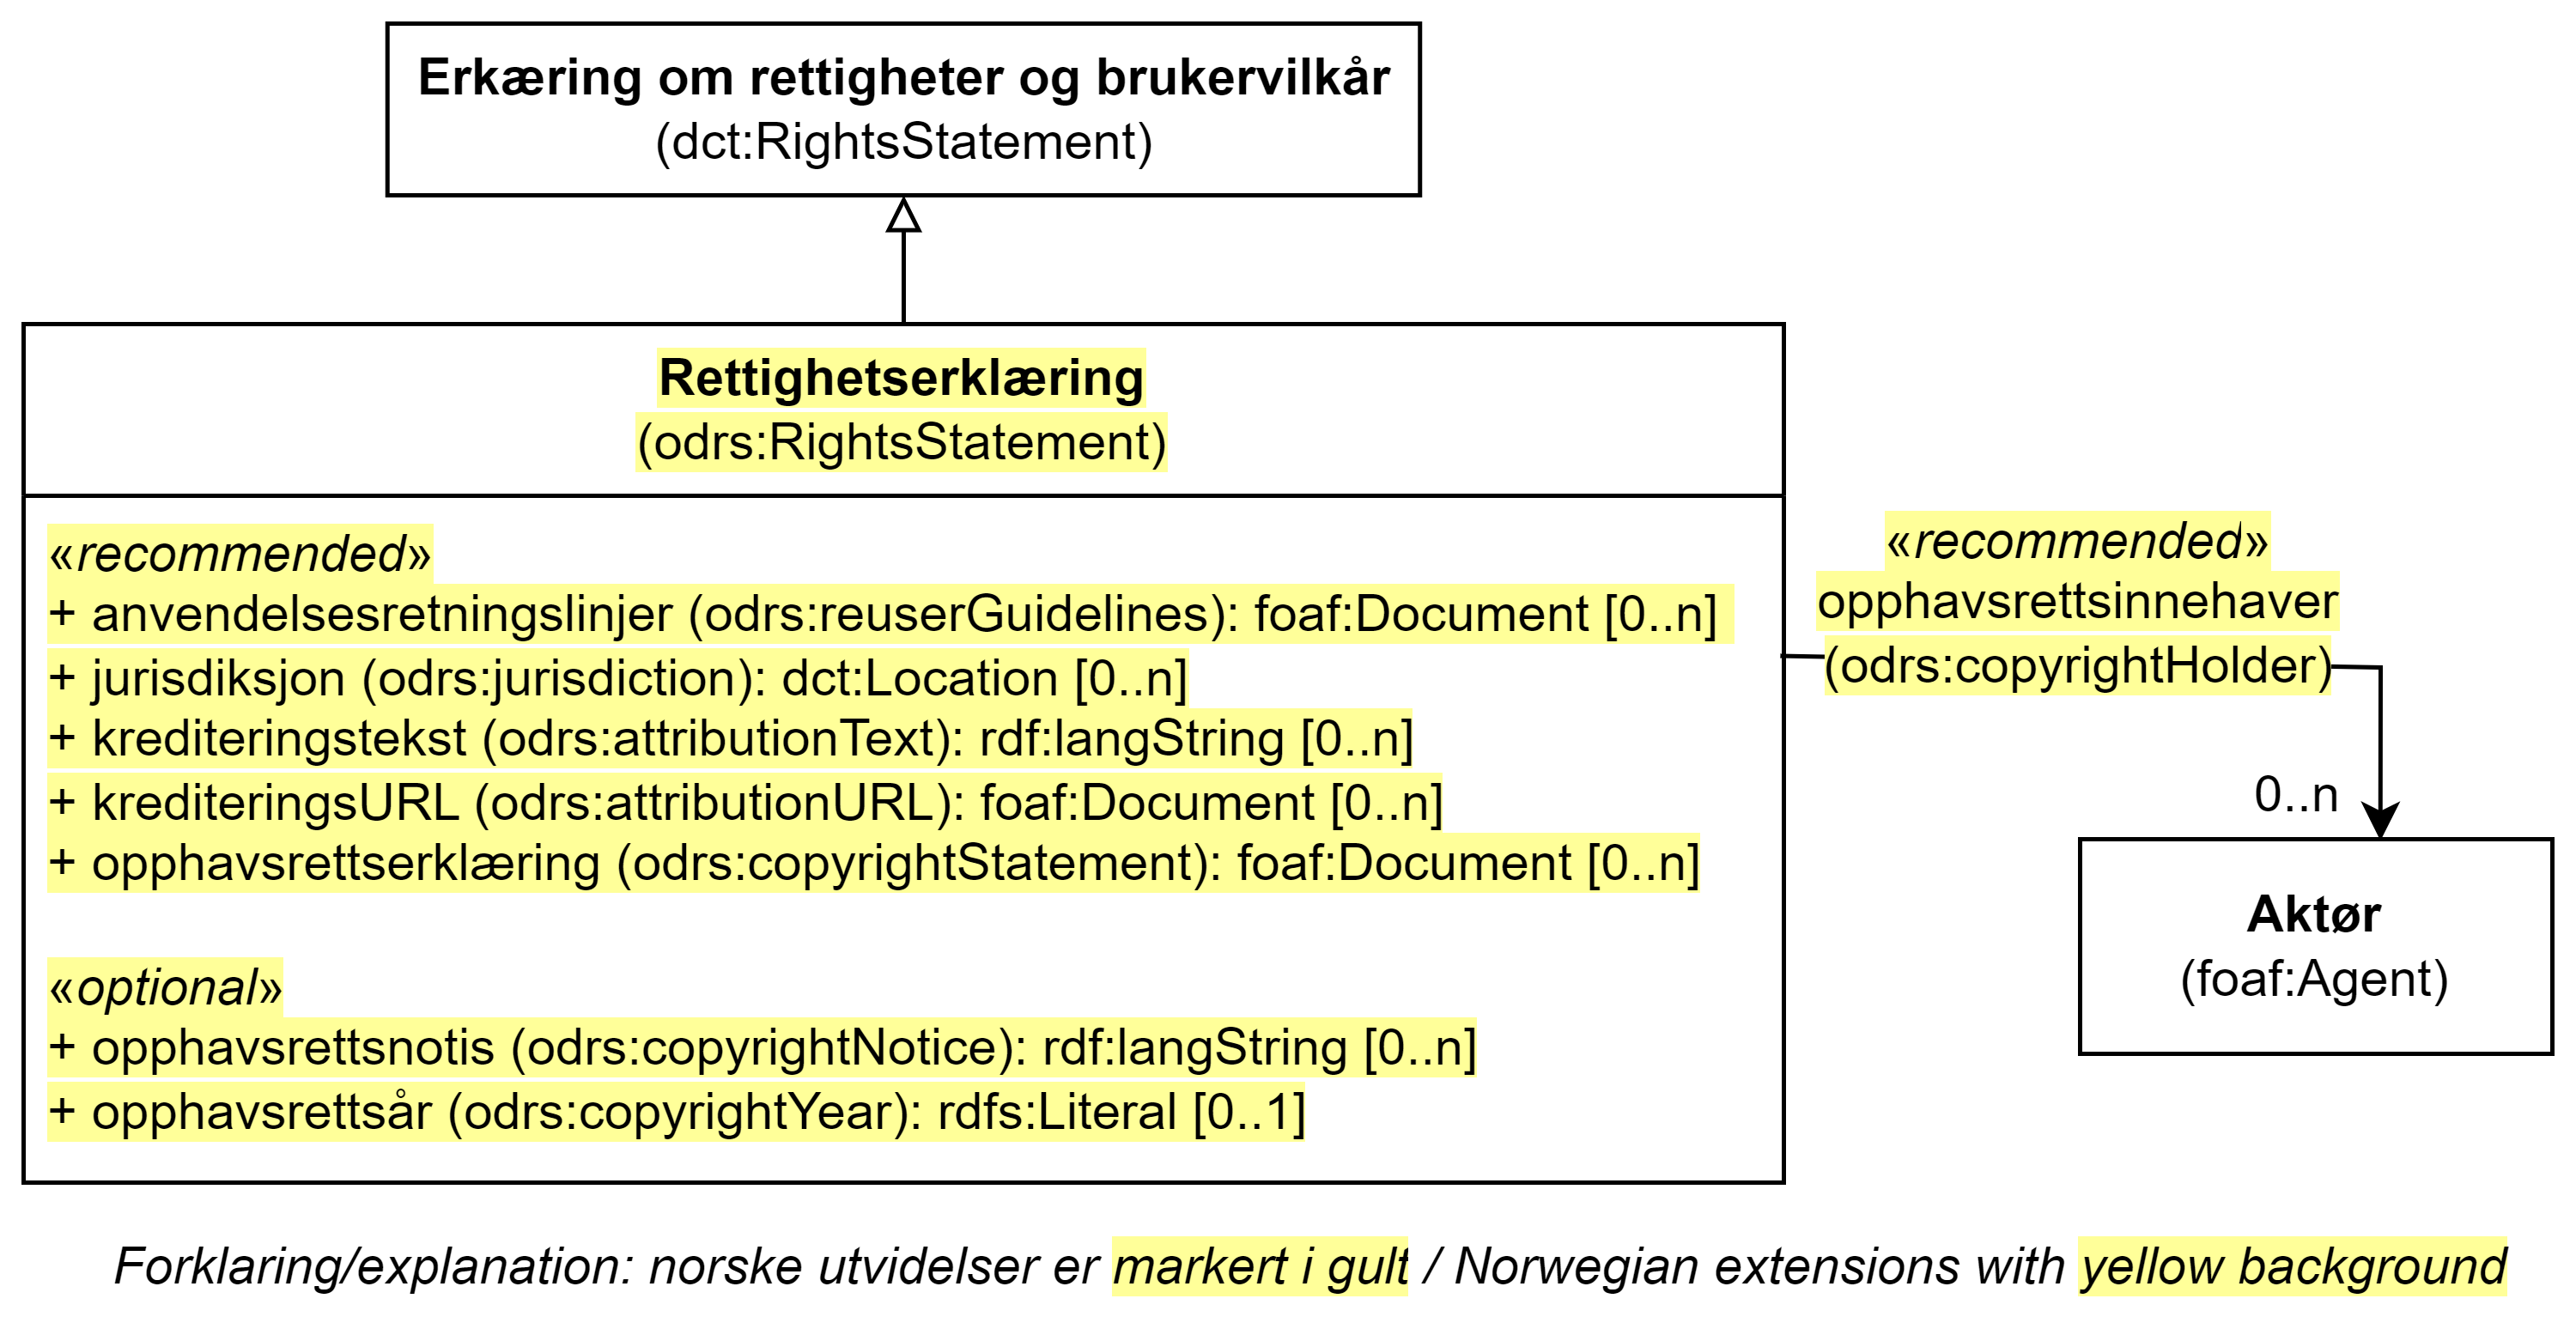 Erkæring om rettigheter og brukervilkår
(dct:RightsStatement)
Rettighetserklæring
(odrs:RightsStatement)
«recommended»
+ anvendelsesretningslinjer (odrs:reuserGuidelines): foaf:Document [0..n]
+ jurisdiksjon (odrs:jurisdiction): dct:Location [0..n]
+ krediteringstekst (odrs:attributionText): rdf:langString [0..n]
+ krediteringsURL (odrs:attributionURL): foaf:Document [0..n]
+ opphavsrettserklæring (odrs:copyrightStatement): foaf:Document [0..n]
«optional»
+ opphavsrettsnotis (odrs:copyrightNotice): rdf:langString [0..n]
+ opphavsrettsår (odrs:copyrightYear): rdfs:Literal [0..1]
«recommended»
opphavsrettsinnehaver
(odrs:copyrightHolder)
0..n
Aktør
(foaf:Agent)
Forklaring/explanation: norske utvidelser er markert i gult / Norwegian extensions with yellow background